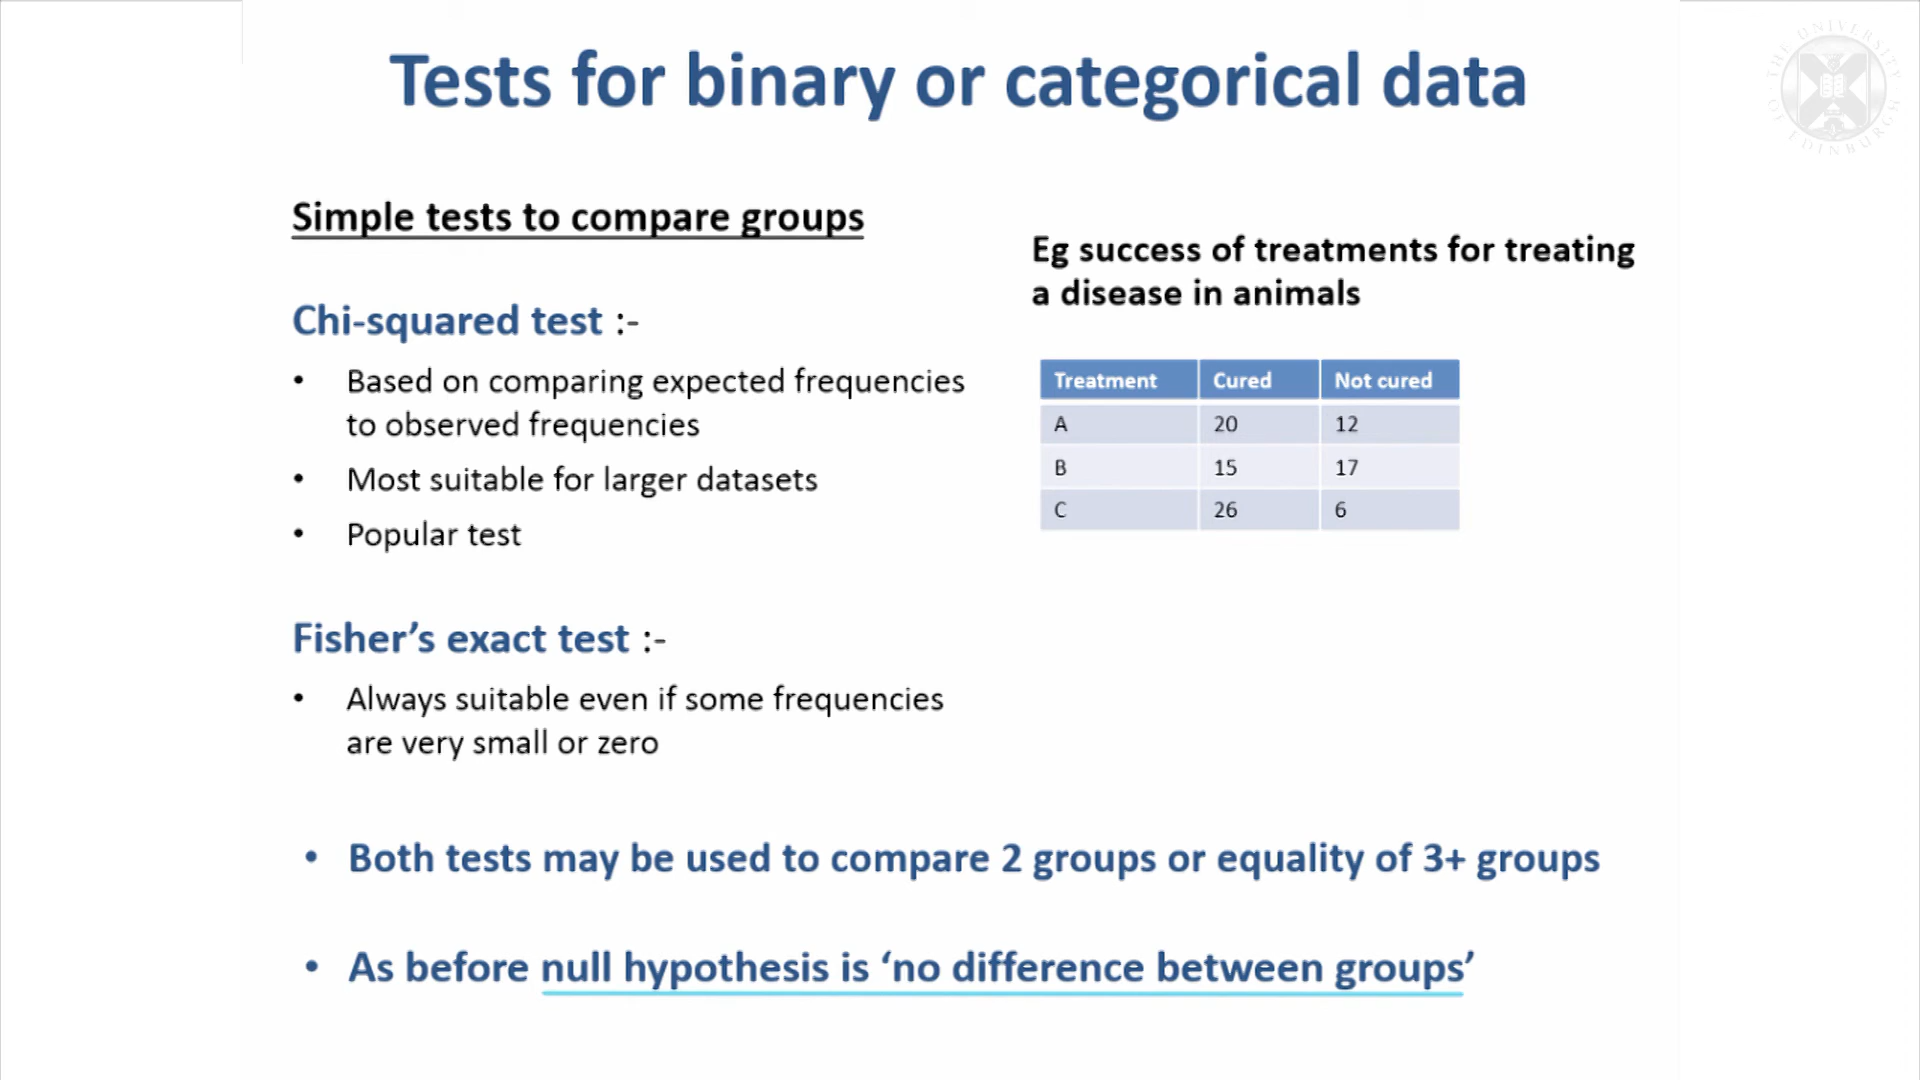 Tests for binary or categorical data
THE UNIVERSITY OF EDINBURGH
Simple tests to compare groups
Chi-squared test :-
• Based on comparing expected frequencies
to observed frequencies
• Most suitable for larger datasets
• Popular test
Fisher’s exact test :-
• Always suitable even if some frequencies
are very small or zero
Eg success of treatments for treating
a disease in animals
Treatment Cured Not cured
A 20 12
B 15 17
C 26 6
• Both tests may be used to compare 2 groups or equality of 3+ groups
• As before null hypothesis is ‘no difference between groups’